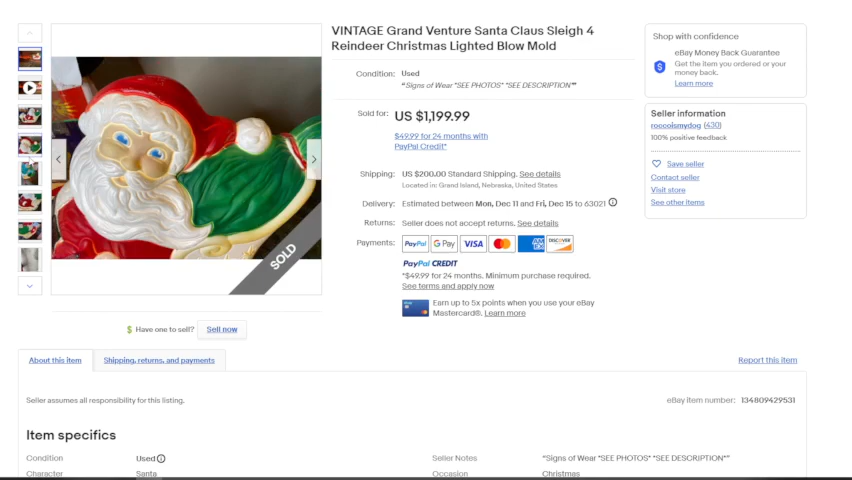 VINTAGE Grand Venture Santa Claus Sleigh 4
Reindeer Christmas Lighted Blow Mold
Condition: Used
"Signs of Wear *SEE PHOTOS* *SEE DESCRIPTION*"
Sold for: US $1,199.99
$49.99 for 24 months with
PayPal Credit*
Shipping: US $200.00 Standard Shipping. See details
Located in: Grand Island, Nebraska, United States
Delivery: Estimated between Mon, Dec 11 and Fri, Dec 15 to 63021
Returns: Seller does not accept returns. See details
Payments: PayPal G Pay VISA DISCOVER
PayPal CREDIT
*$49.99 for 24 months. Minimum purchase required.
See terms and apply now
Earn up to 5x points when you use your eBay
Mastercard®. Learn more
Shop with confidence
eBay Money Back Guarantee
Get the item you ordered or your
money back.
Learn more
Seller information
roccoismydog (430)
100% positive feedback
Save seller
Contact seller
Visit store
See other items
SOLD
$ Have one to sell? Sell now
About this item
Shipping, returns, and payments
Report this item
Seller assumes all responsibility for this listing.
eBay item number: 134809429531
Item specifics
Condition Used
Seller Notes "Signs of Wear *SEE PHOTOS* *SEE DESCRIPTION*"
Character Santa
Occasion Christmas